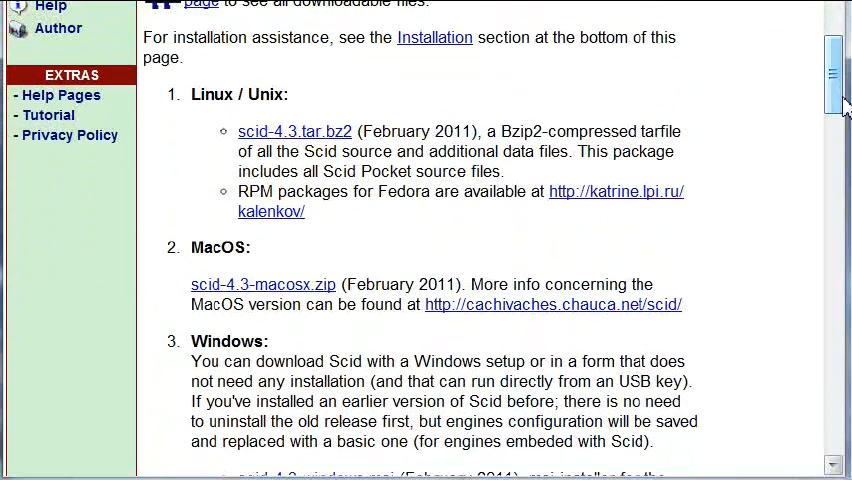 Help
Author
EXTRAS
- Help Pages
- Tutorial
- Privacy Policy
page to see all downloadable files.
For installation assistance, see the Installation section at the bottom of this
page.
1. Linux / Unix:
scid-4.3.tar.bz2 (February 2011), a Bzip2-compressed tarfile
of all the Scid source and additional data files. This package
includes all Scid Pocket source files.
RPM packages for Fedora are available at http://katrine.lpi.ru/
kalenkov/
2. MacOS:
scid-4.3-macosx.zip (February 2011). More info concerning the
MacOS version can be found at http://cachivaches.chauca.net/scid/
3. Windows:
You can download Scid with a Windows setup or in a form that does
not need any installation (and that can run directly from an USB key).
If you've installed an earlier version of Scid before; there is no need
to uninstall the old release first, but engines configuration will be saved
and replaced with a basic one (for engines embeded with Scid).
(February 2011)